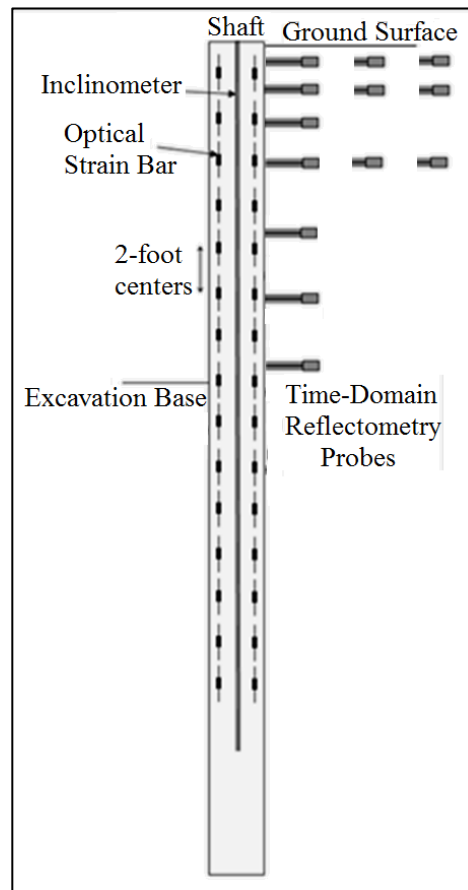 Shaft
Ground Surface
Inclinometer
Optical
Strain Bar
2-foot
centers
Excavation Base
Time-Domain
Reflectometry
Probes